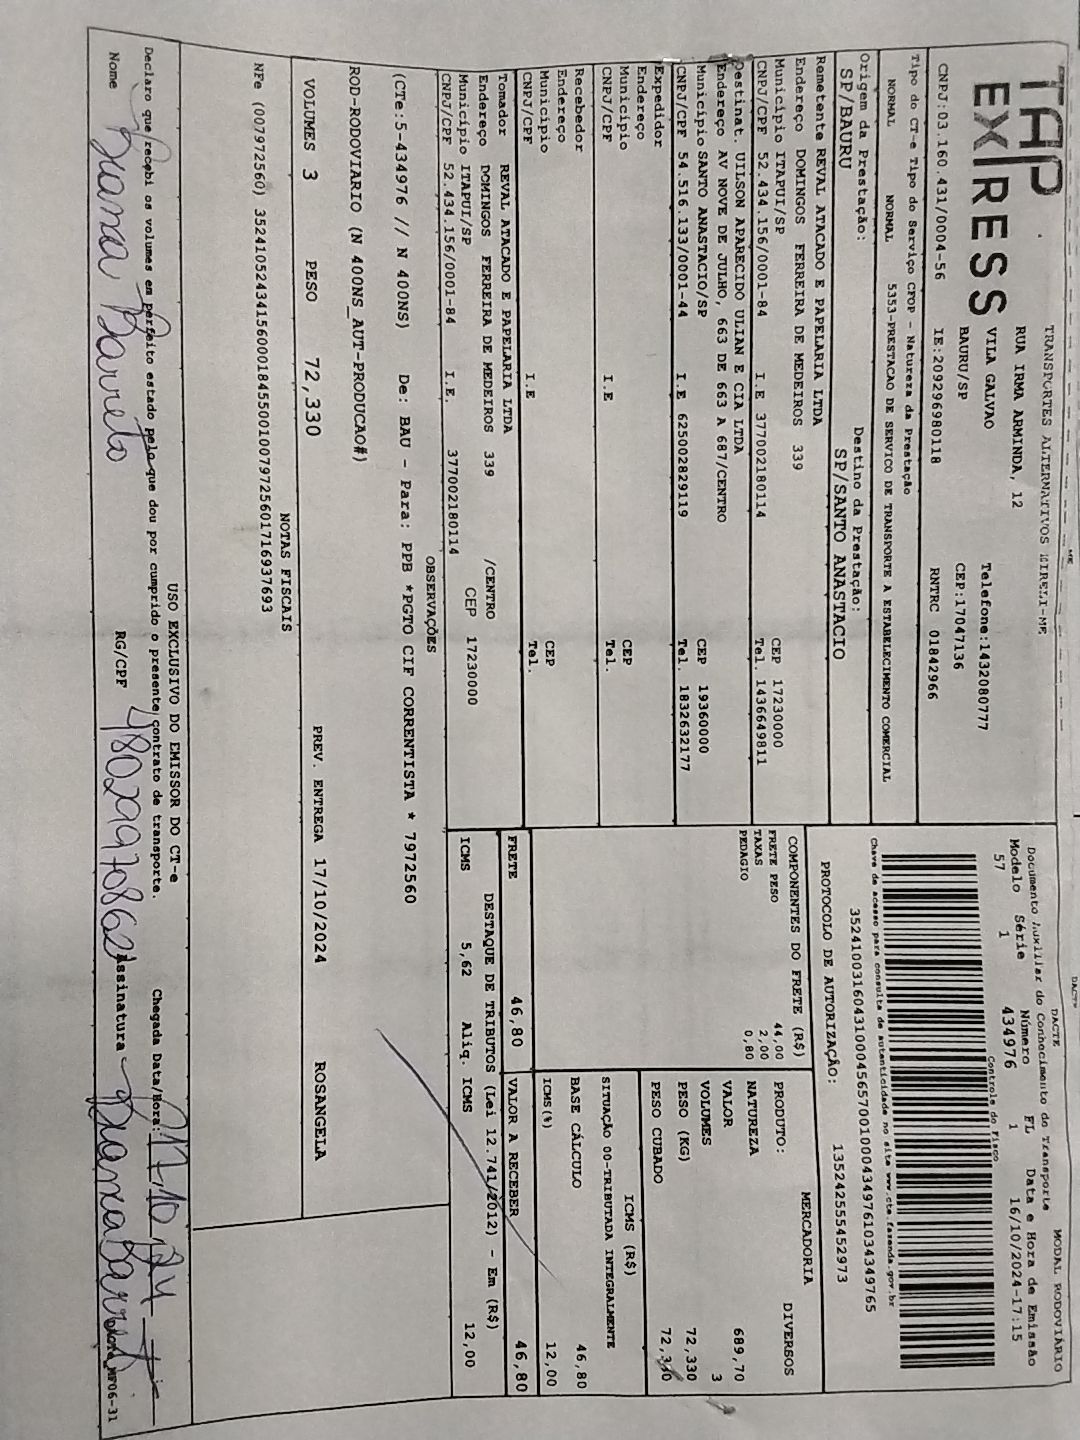 TAP EXPRESS
TRANSPORTES ALTERNATIVOS EIRELI-ME
RUA IRMA ARMINDA, 12
VILA GALVAO
BAURU/SP
Telefone:1432080777
CEP:17047136
CNPJ:03.160.431/0004-56 IE:209296980118 RNTRC 01842966
Tipo do CT-e Tipo do Serviço CFOP - Natureza da Prestação
NORMAL NORMAL 5353-PRESTACAO DE SERVICO DE TRANSPORTE A ESTABELECIMENTO COMERCIAL
Origem da Prestação: Destino da Prestação:
SP/BAURU SP/SANTO ANASTACIO
DACTE MODAL RODOVIÁRIO
Documento Auxiliar do Conhecimento de Transporte
Modelo Série Número FL Data e Hora de Emissão
57 1 434976 1 16/10/2024-17:15
Controle do Fisco
Chave de acesso para consulta de autenticidade no site www.cte.fazenda.gov.br
35241003160431000456570010004349761034349765
PROTOCOLO DE AUTORIZAÇÃO: 135242555452973
Remetente REVAL ATACADO E PAPELARIA LTDA
Endereço DOMINGOS FERREIRA DE MEDEIROS 339
Município ITAPUI/SP CEP 17230000
CNPJ/CPF 52.434.156/0001-84 I.E 377002180114 Tel. 1436649811
Destinat. UILSON APARECIDO ULIAN E CIA LTDA
Endereço AV NOVE DE JULHO, 663 DE 663 A 687/CENTRO
Município SANTO ANASTACIO/SP CEP 19360000
CNPJ/CPF 54.516.133/0001-44 I.E 625002829119 Tel. 1832632177
Expedidor
Endereço
Município CEP
CNPJ/CPF I.E Tel.
Recebedor
Endereço
Município CEP
CNPJ/CPF I.E Tel.
Tomador REVAL ATACADO E PAPELARIA LTDA
Endereço DOMINGOS FERREIRA DE MEDEIROS 339 /CENTRO
Município ITAPUI/SP CEP 17230000
CNPJ/CPF 52.434.156/0001-84 I.E. 377002180114
COMPONENTES DO FRETE (R$)
FRETE PESO 44,00
TAXAS 2,00
PEDAGIO 0,80
MERCADORIA
PRODUTO: DIVERSOS
NATUREZA
VALOR 689,70
VOLUMES 3
PESO (KG) 72,330
PESO CUBADO 72,330
ICMS (R$)
SITUAÇÃO 00-TRIBUTADA INTEGRALMENTE
BASE CÁLCULO 46,80
ICMS(%) 12,00
FRETE 46,80 VALOR A RECEBER 46,80
DESTAQUE DE TRIBUTOS (Lei 12.741/2012) - Em (R$)
ICMS 5,62 Aliq. ICMS 12,00
OBSERVAÇÕES
(CTe:5-434976 // N 400NS) De: BAU - Para: PPB *PGTO CIF CORRENTISTA * 7972560
ROD-RODOVIARIO (N 400NS_AUT-PRODUCAO#)
VOLUMES 3 PESO 72,330 PREV. ENTREGA 17/10/2024 ROSANGELA
NOTAS FISCAIS
NFe (007972560) 35241052434156000184550010079725601716937693
USO EXCLUSIVO DO EMISSOR DO CT-e
Declaro que recebi os volumes em perfeito estado pelo que dou por cumprido o presente contrato de transporte. Chegada Data/Hora: 17.10.24
Nome Barreto RG/CPF 48029970862 Assinatura